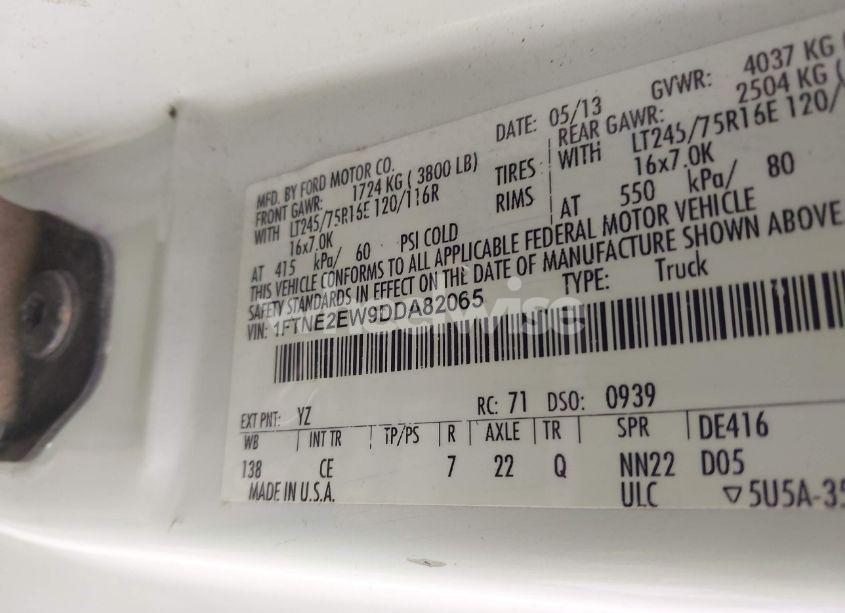 MFD. BY FORD MOTOR CO.
DATE: 05/13
GVWR: 4037 KG (
FRONT GAWR: 1724 KG ( 3800 LB)
REAR GAWR: 2504 KG (
WITH LT245/75R16E 120/116R
TIRES WITH LT245/75R16E 120/
16x7.0K
RIMS 16x7.0K
AT 415 kPa/ 60 PSI COLD
AT 550 kPa/ 80
THIS VEHICLE CONFORMS TO ALL APPLICABLE FEDERAL MOTOR VEHICLE
SAFETY STANDARDS IN EFFECT ON THE DATE OF MANUFACTURE SHOWN ABOVE
VIN: 1FTNE2EW9DDA82065
TYPE: Truck
EXT PNT: YZ
RC: 71 DSO: 0939
WB INT TR TP/PS R AXLE TR SPR DE416
138 CE 7 22 Q NN22 D05
MADE IN U.S.A.
ULC 5U5A-35